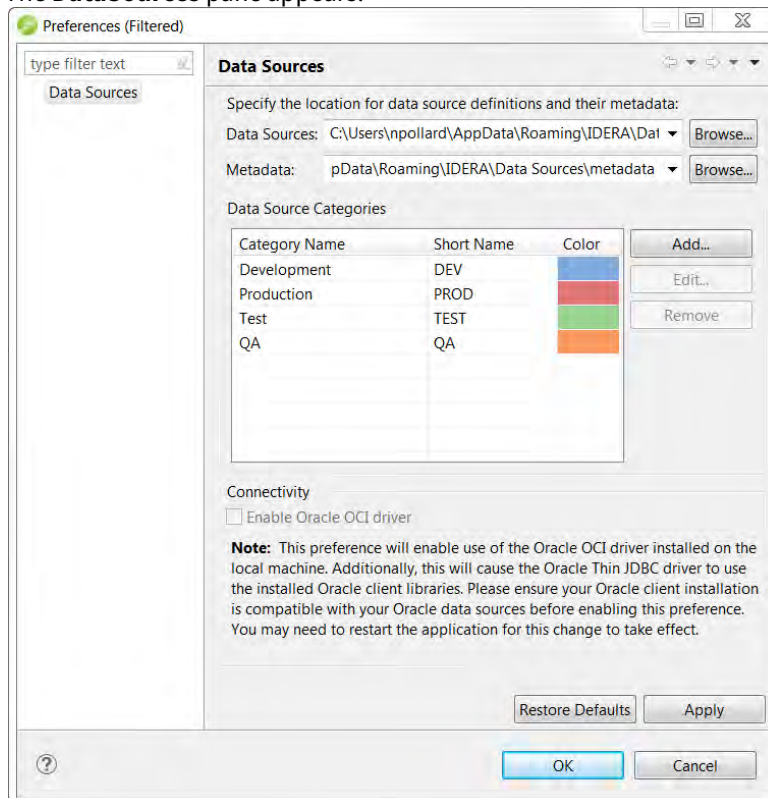 The DataSources pane appears.
Preferences (Filtered)
type filter text
Data Sources
Data Sources
Specify the location for data source definitions and their metadata:
Data Sources: C:\Users\npollard\AppData\Roaming\IDERA\Dat Browse...
Metadata: pData\Roaming\IDERA\Data Sources\metadata Browse...
Data Source Categories
Category Name Short Name Color Add...
Development DEV Edit...
Production PROD
Test TEST Remove
QA QA
Connectivity
Enable Oracle OCI driver
Note: This preference will enable use of the Oracle OCI driver installed on the
local machine. Additionally, this will cause the Oracle Thin JDBC driver to use
the installed Oracle client libraries. Please ensure your Oracle client installation
is compatible with your Oracle data sources before enabling this preference.
You may need to restart the application for this change to take effect.
Restore Defaults Apply
? OK Cancel